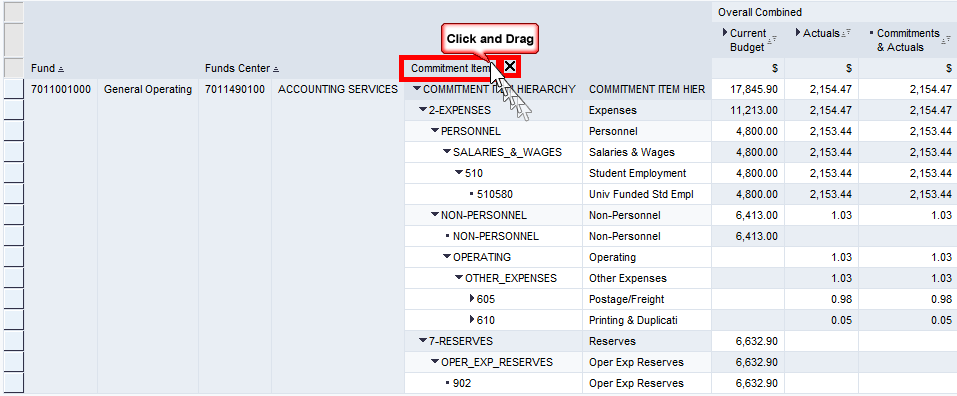 Overall Combined
Click and Drag
Current Budget Actuals Commitments & Actuals
Fund Funds Center Commitment Item $ $ $
7011001000 General Operating 7011490100 ACCOUNTING SERVICES COMMITMENT ITEM HIERARCHY COMMITMENT ITEM HIER 17,845.90 2,154.47 2,154.47
2-EXPENSES Expenses 11,213.00 2,154.47 2,154.47
PERSONNEL Personnel 4,800.00 2,153.44 2,153.44
SALARIES_&_WAGES Salaries & Wages 4,800.00 2,153.44 2,153.44
510 Student Employment 4,800.00 2,153.44 2,153.44
510580 Univ Funded Std Empl 4,800.00 2,153.44 2,153.44
NON-PERSONNEL Non-Personnel 6,413.00 1.03 1.03
NON-PERSONNEL Non-Personnel 6,413.00
OPERATING Operating 1.03 1.03
OTHER_EXPENSES Other Expenses 1.03 1.03
605 Postage/Freight 0.98 0.98
610 Printing & Duplicati 0.05 0.05
7-RESERVES Reserves 6,632.90
OPER_EXP_RESERVES Oper Exp Reserves 6,632.90
902 Oper Exp Reserves 6,632.90